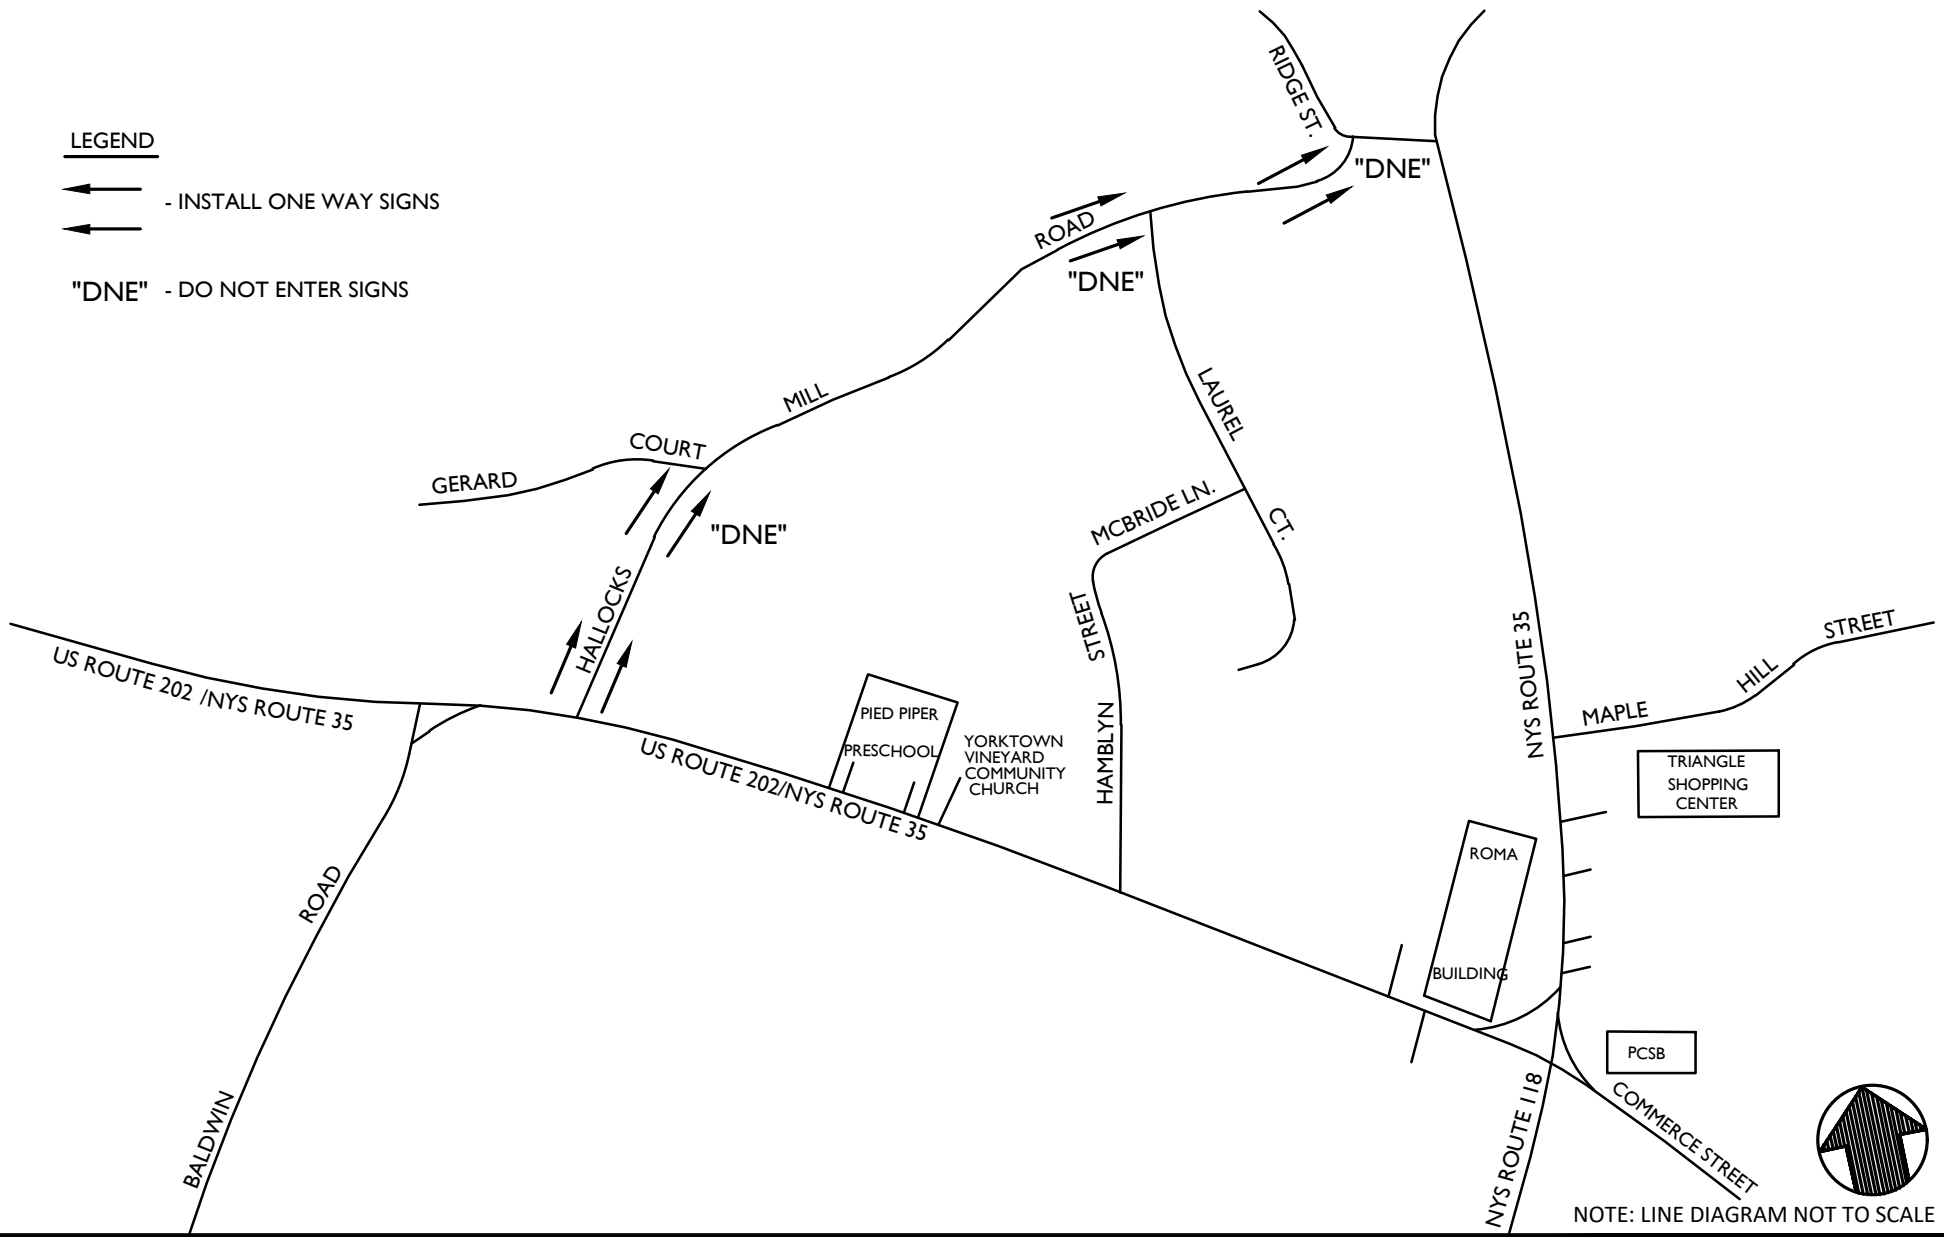 LEGEND
- INSTALL ONE WAY SIGNS
"DNE" - DO NOT ENTER SIGNS
RIDGE ST.
"DNE"
ROAD
"DNE"
MILL
COURT
GERARD
"DNE"
HALLOCKS
LAUREL
CT.
MCBRIDE LN.
STREET
HAMBLYN
US ROUTE 202 /NYS ROUTE 35
US ROUTE 202/NYS ROUTE 35
PIED PIPER
PRESCHOOL
YORKTOWN
VINEYARD
COMMUNITY
CHURCH
NYS ROUTE 35
MAPLE
HILL
STREET
TRIANGLE
SHOPPING
CENTER
ROMA
BUILDING
ROAD
BALDWIN
PCSB
NYS ROUTE 118
COMMERCE STREET
NOTE: LINE DIAGRAM NOT TO SCALE